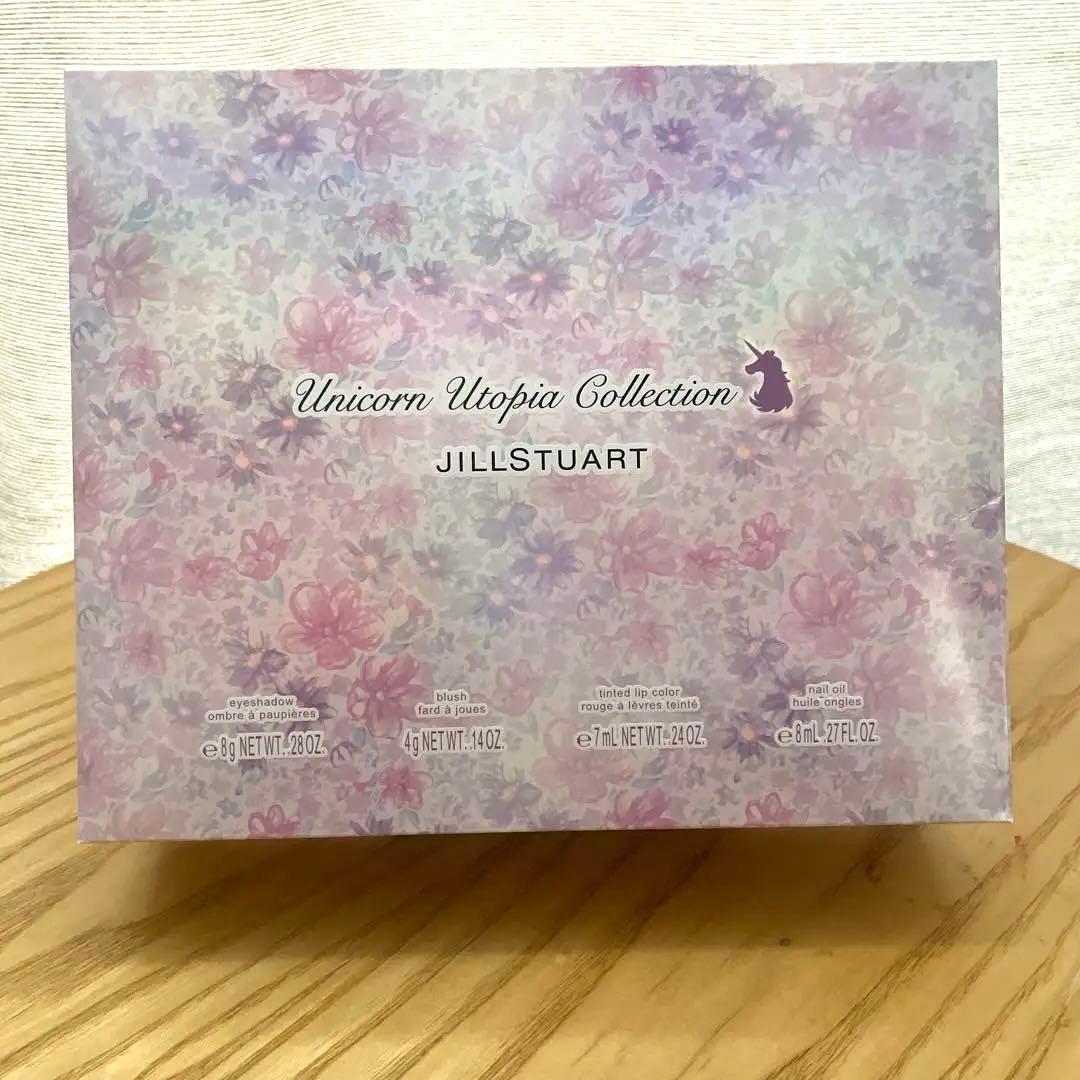 Unicorn Utopia Collection
JILLSTUART
eyeshadow
ombre à paupières
℮8g NET WT. .28 OZ.
blush
fard à joues
4g NET WT. .14 OZ.
tinted lip color
rouge à lèvres teinté
℮7mL NET WT. .24 OZ.
nail oil
huile ongles
℮8mL .27 FL. OZ.